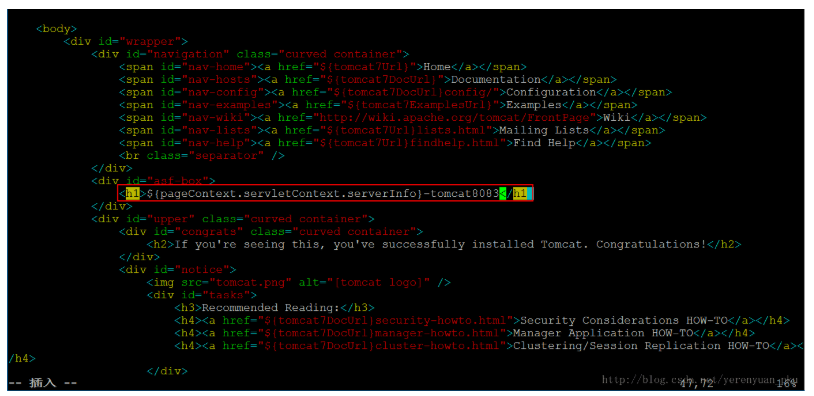 <body>
<div id="wrapper">
<div id="navigation" class="curved container">
<span id="nav-home"><a href="${tomcat7Url}">Home</a></span>
<span id="nav-hosts"><a href="${tomcat7DocUrl}">Documentation</a></span>
<span id="nav-config"><a href="${tomcat7DocUrl}config/">Configuration</a></span>
<span id="nav-examples"><a href="${tomcat7ExamplesUrl}">Examples</a></span>
<span id="nav-wiki"><a href="http://wiki.apache.org/tomcat/FrontPage">Wiki</a></span>
<span id="nav-lists"><a href="${tomcat7Url}lists.html">Mailing Lists</a></span>
<span id="nav-help"><a href="${tomcat7Url}findhelp.html">Find Help</a></span>
<br class="separator" />
</div>
<div id="asf-box">
<h1>${pageContext.servletContext.serverInfo}-tomcat8083</h1>
</div>
<div id="upper" class="curved container">
<div id="congrats" class="curved container">
<h2>If you're seeing this, you've successfully installed Tomcat. Congratulations!</h2>
</div>
<div id="notice">
<img src="tomcat.png" alt="[tomcat logo]" />
<div id="tasks">
<h3>Recommended Reading:</h3>
<h4><a href="${tomcat7DocUrl}security-howto.html">Security Considerations HOW-TO</a></h4>
<h4><a href="${tomcat7DocUrl}manager-howto.html">Manager Application HOW-TO</a></h4>
<h4><a href="${tomcat7DocUrl}cluster-howto.html">Clustering/Session Replication HOW-TO</a><
/h4>
</div>
-- 插入 -- 47,72 16%